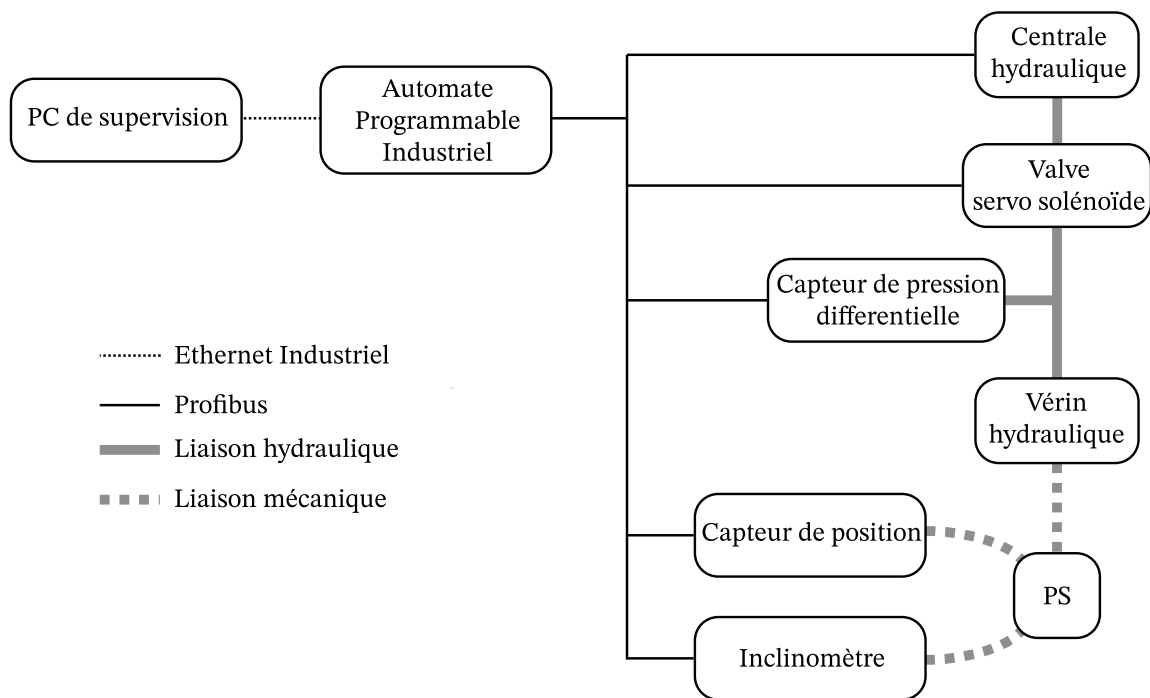 Centrale
hydraulique
PC de supervision
Automate
Programmable
Industriel
Valve
servo solénoïde
Capteur de pression
differentielle
Ethernet Industriel
Profibus
Liaison hydraulique
Liaison mécanique
Vérin
hydraulique
Capteur de position
PS
Inclinomètre